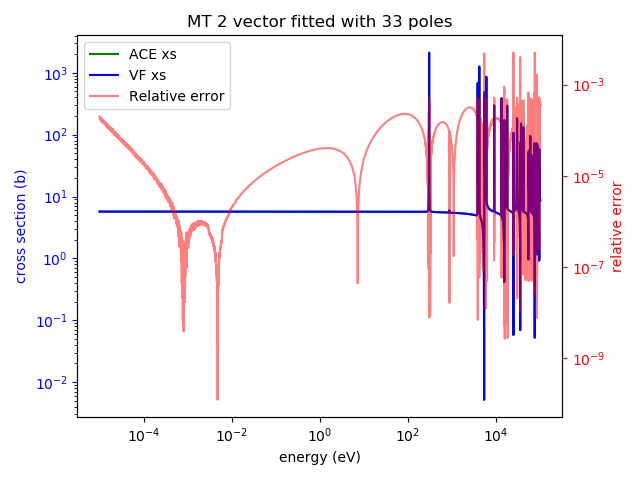 MT 2 vector fitted with 33 poles
ACE xs
VF xs
Relative error
cross section (b)
10³
10²
10¹
10⁰
10⁻¹
10⁻²
10⁻³
10⁻⁵
10⁻⁷
10⁻⁹
relative error
10⁻⁴ 10⁻² 10⁰ 10² 10⁴
energy (eV)